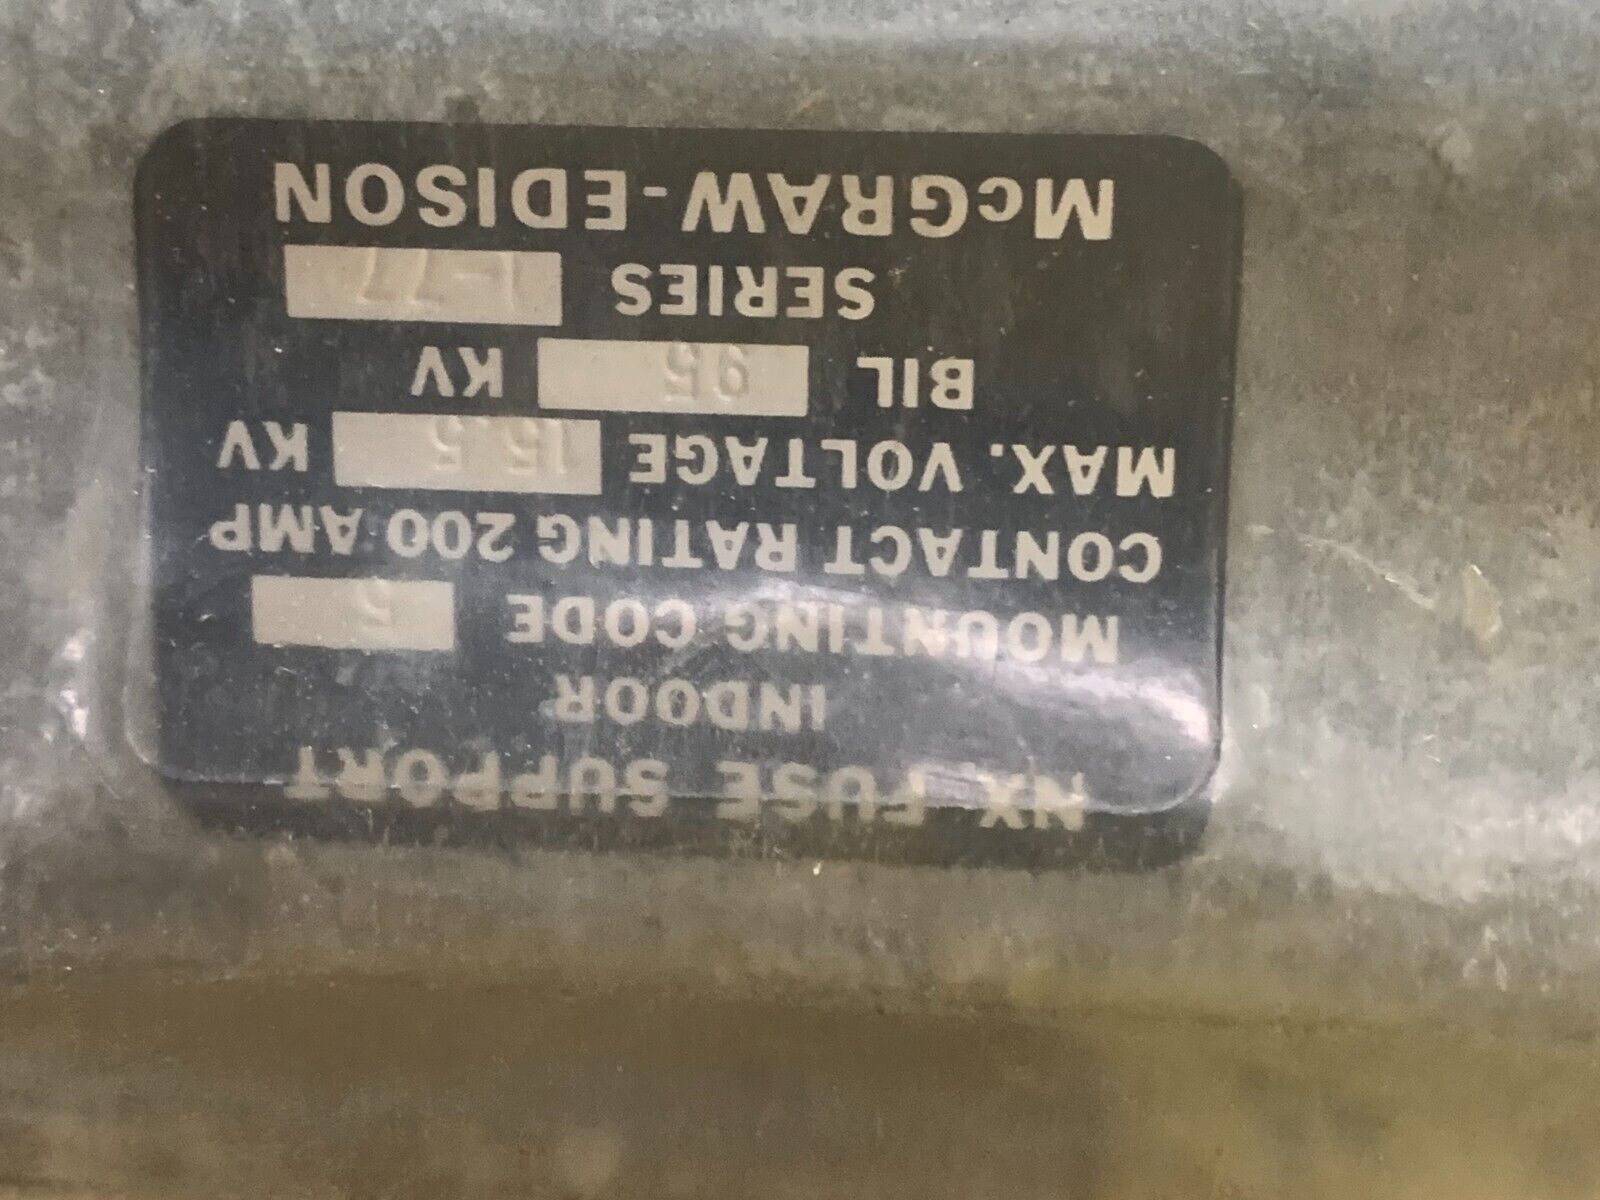 NX FUSE SUPPORT
INDOOR
MOUNTING CODE 5
CONTACT RATING 200 AMP
MAX. VOLTAGE 15.5 KV
BIL 95 KV
SERIES 1-77
McGRAW-EDISON